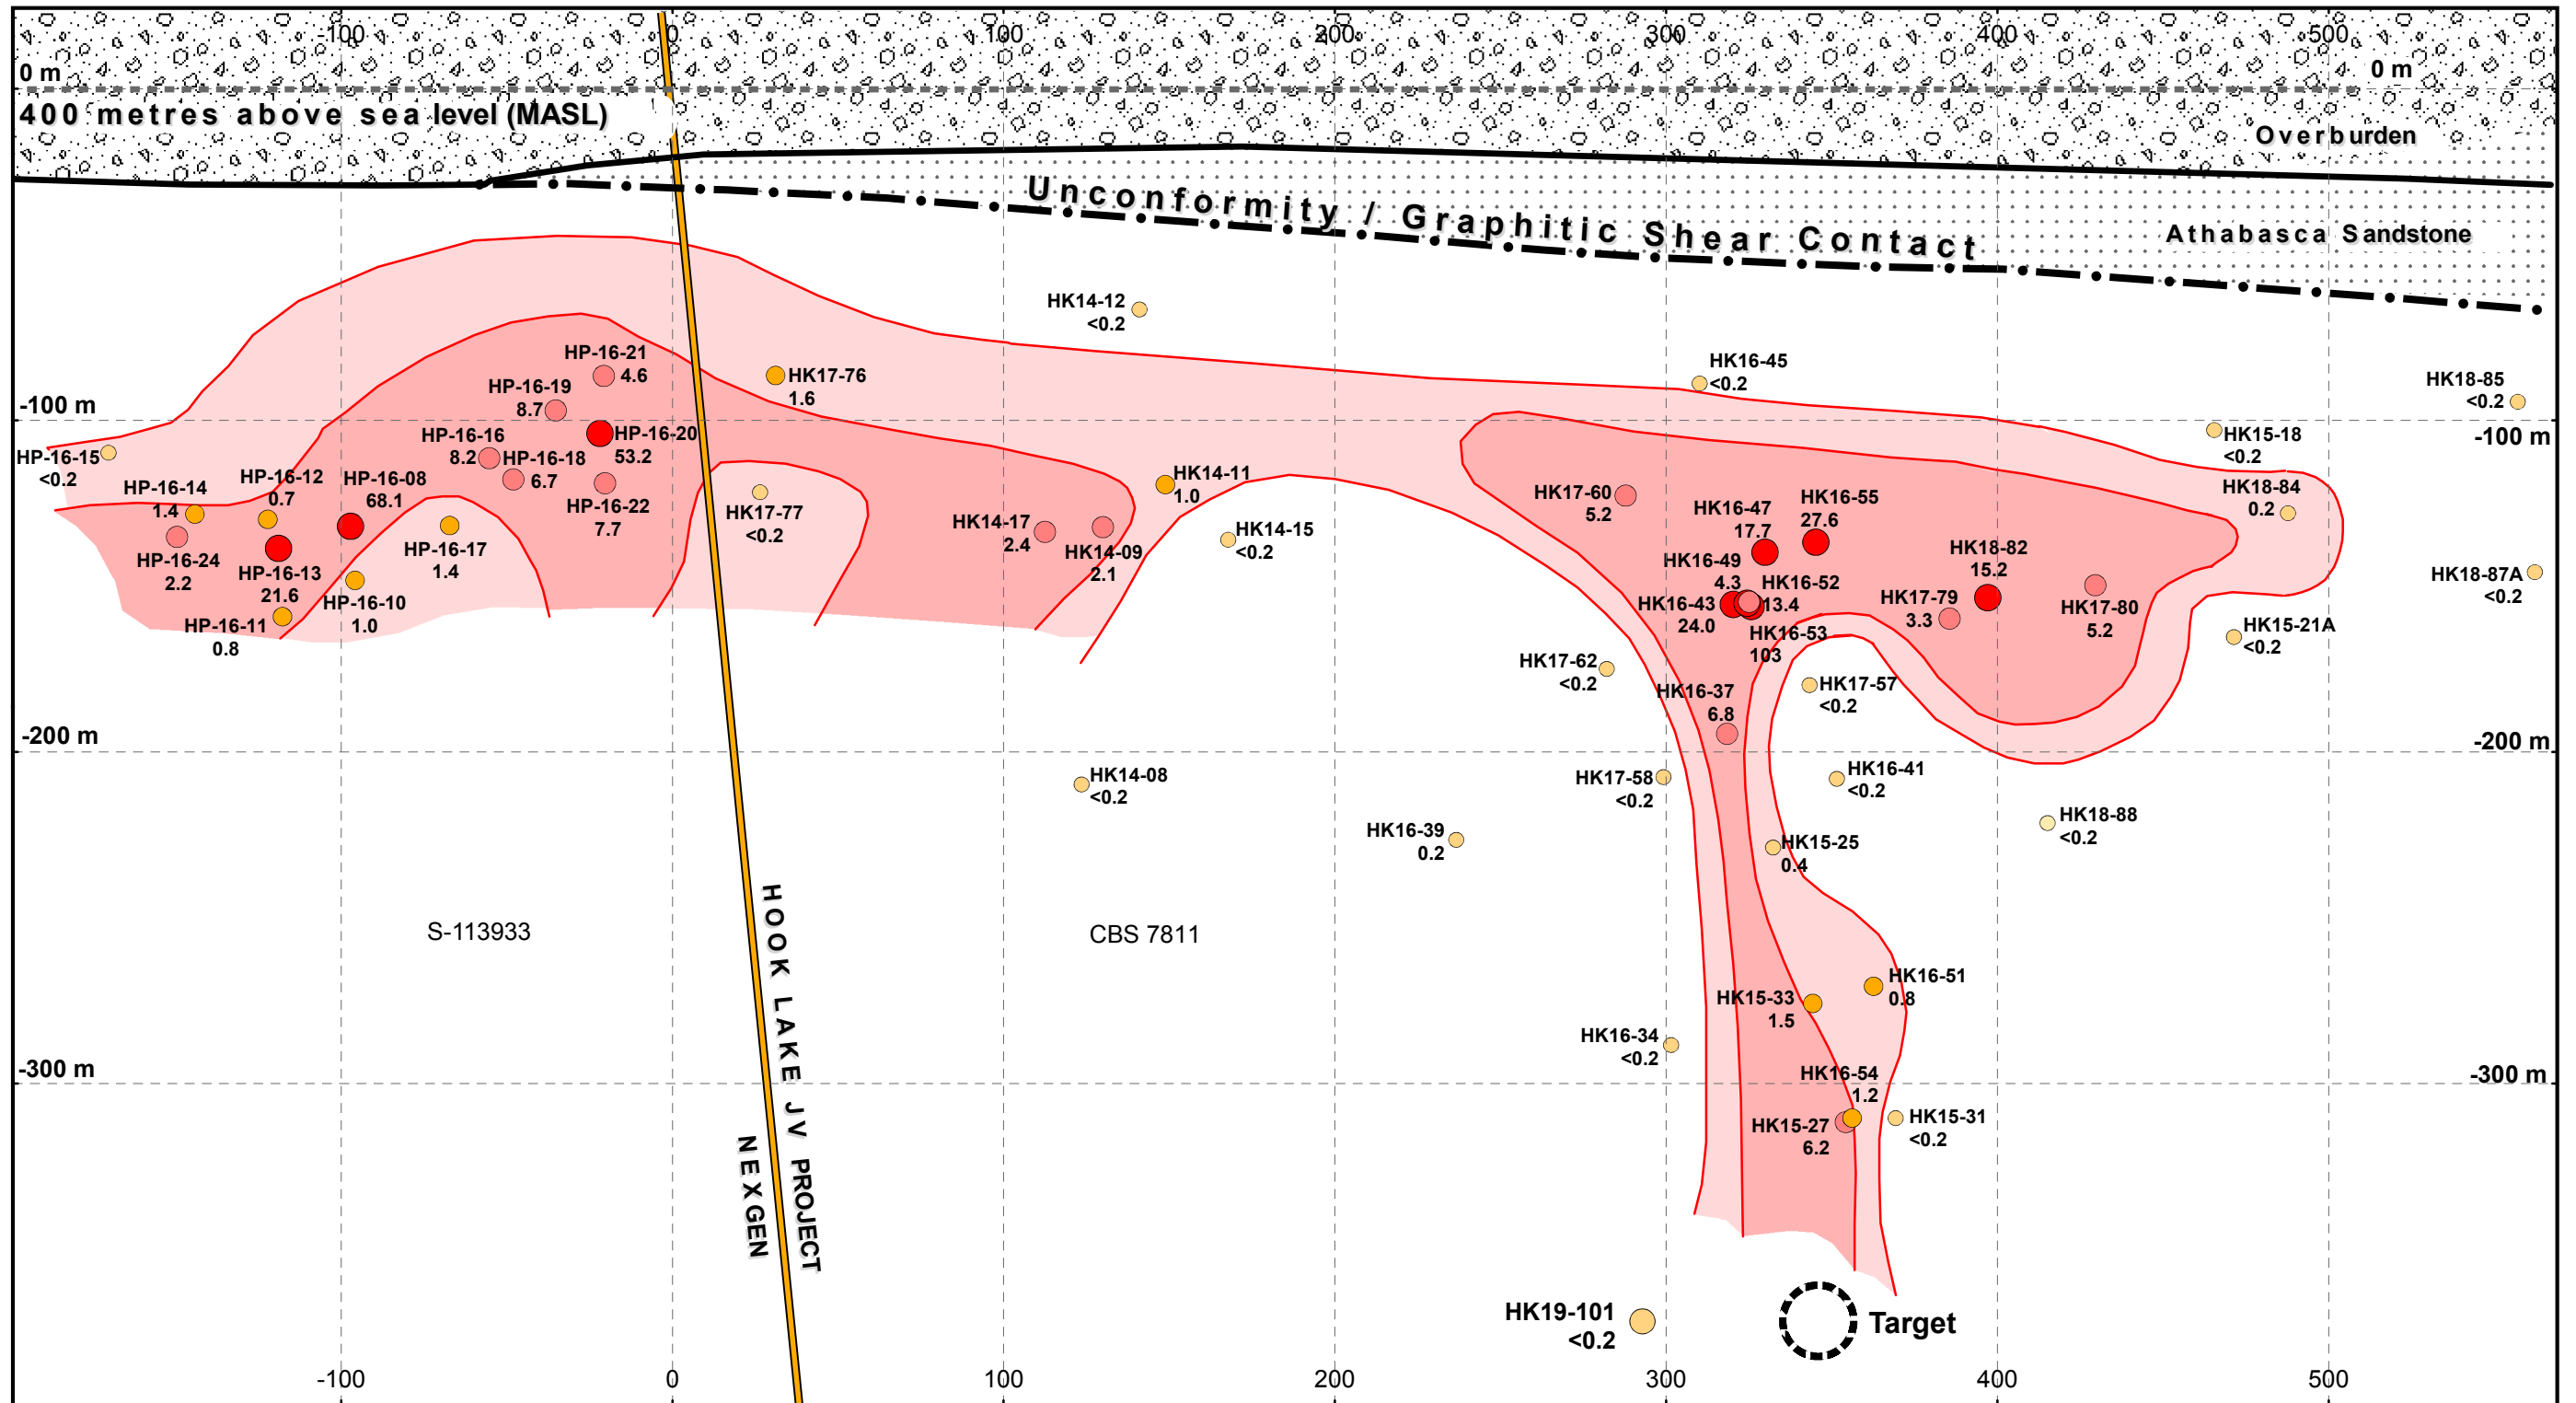 -100 0 100 200 300 400 500
0 m
0 m
400 metres above sea level (MASL)
Overburden
Unconformity / Graphitic Shear Contact
Athabasca Sandstone
HK14-12
<0.2
HP-16-21
4.6
HK17-76
1.6
HK16-45
<0.2
HK18-85
<0.2
HP-16-19
8.7
-100 m
-100 m
HP-16-20
53.2
HP-16-16
8.2
HK15-18
<0.2
HP-16-15
<0.2
HP-16-18
6.7
HP-16-12
0.7
HP-16-08
68.1
HK14-11
1.0
HP-16-14
1.4
HK18-84
0.2
HK17-60
5.2
HK16-55
27.6
HP-16-22
7.7
HK16-47
17.7
HK17-77
<0.2
HK14-17
2.4
HK14-15
<0.2
HP-16-17
1.4
HK14-09
2.1
HK18-82
15.2
HP-16-24
2.2
HP-16-13
21.6
HK16-49
4.3
HK18-87A
<0.2
HK16-52
13.4
HP-16-10
1.0
HK16-43
24.0
HK17-79
3.3
HK17-80
5.2
HP-16-11
0.8
HK16-53
103
HK15-21A
<0.2
HK17-62
<0.2
HK17-57
<0.2
HK16-37
6.8
-200 m
-200 m
HK14-08
<0.2
HK17-58
<0.2
HK16-41
<0.2
HK18-88
<0.2
HK16-39
0.2
HK15-25
0.4
S-113933
CBS 7811
HOOK LAKE JV PROJECT
NEXGEN
HK16-51
0.8
HK15-33
1.5
HK16-34
<0.2
-300 m
-300 m
HK16-54
1.2
HK15-27
6.2
HK15-31
<0.2
HK19-101
<0.2
Target
-100 0 100 200 300 400 500